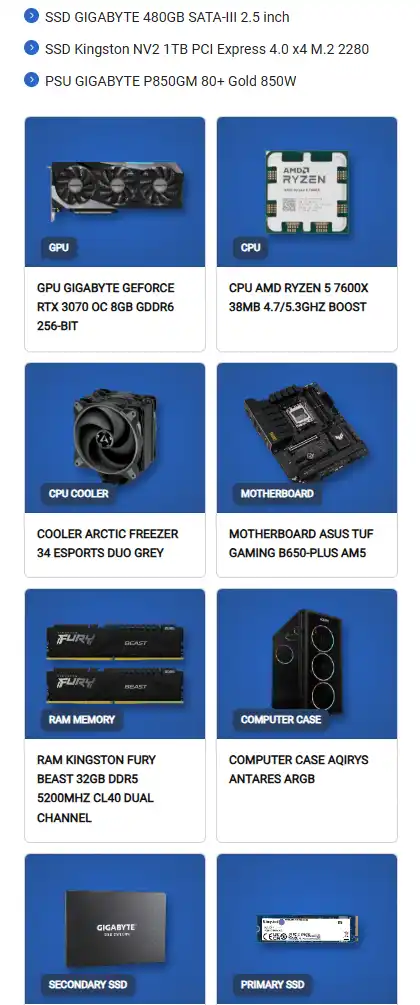 SSD GIGABYTE 480GB SATA-III 2.5 inch
SSD Kingston NV2 1TB PCI Express 4.0 x4 M.2 2280
PSU GIGABYTE P850GM 80+ Gold 850W
GPU
AMD
RYZEN
CPU
GPU GIGABYTE GEFORCE
RTX 3070 OC 8GB GDDR6
256-BIT
CPU AMD RYZEN 5 7600X
38MB 4.7/5.3GHZ BOOST
CPU COOLER
MOTHERBOARD
COOLER ARCTIC FREEZER
34 ESPORTS DUO GREY
MOTHERBOARD ASUS TUF
GAMING B650-PLUS AM5
FURY BEAST
FURY BEAST
RAM MEMORY
COMPUTER CASE
RAM KINGSTON FURY
BEAST 32GB DDR5
5200MHZ CL40 DUAL
CHANNEL
COMPUTER CASE AQIRYS
ANTARES ARGB
GIGABYTE
SECONDARY SSD
PRIMARY SSD